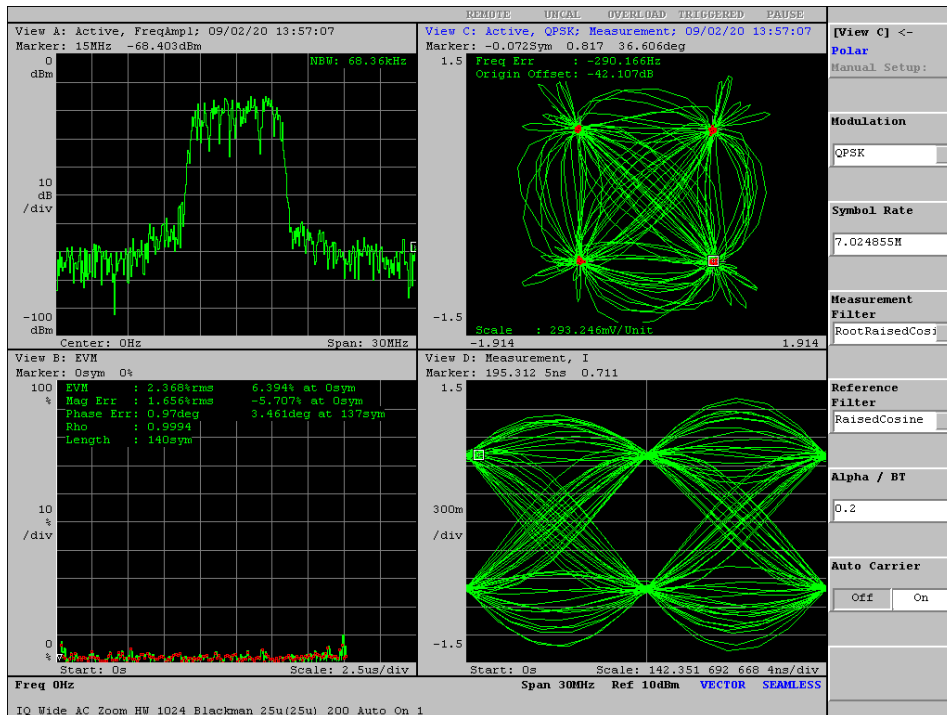 REMOTE UNCAL OVERLOAD TRIGGERED PAUSE
View A: Active, FreqAmpl; 09/02/20 13:57:07
Marker: 15MHz -68.403dBm
0
dBm
NBW: 68.36kHz
10
dB
/div
-100
dBm
Center: 0Hz Span: 30MHz
View C: Active, QPSK; Measurement; 09/02/20 13:57:07
Marker: -0.072Sym 0.817 36.606deg
1.5
Freq Err : -290.166Hz
Origin Offset: -42.107dB
-1.5
Scale : 293.246mV/Unit
-1.914 1.914
View B: EVM
Marker: 0sym 0%
100
%
EVM : 2.368%rms 6.394% at 0sym
Mag Err : 1.656%rms -5.707% at 0sym
Phase Err: 0.97deg 3.461deg at 137sym
Rho : 0.9994
Length : 140sym
10
%
/div
0
%
Start: 0s Scale: 2.5us/div
View D: Measurement, I
Marker: 195.312 5ns 0.711
1.5
300m
/div
-1.5
Start: 0s Scale: 142.351 692 668 4ns/div
Freq 0Hz Span 30MHz Ref 10dBm VECTOR SEAMLESS
IQ Wide AC Zoom HW 1024 Blackman 25u(25u) 200 Auto On 1
[View C] <-
Polar
Manual Setup:
Modulation
QPSK
Symbol Rate
7.024855M
Measurement
Filter
RootRaisedCosi
Reference
Filter
RaisedCosine
Alpha / BT
0.2
Auto Carrier
Off On